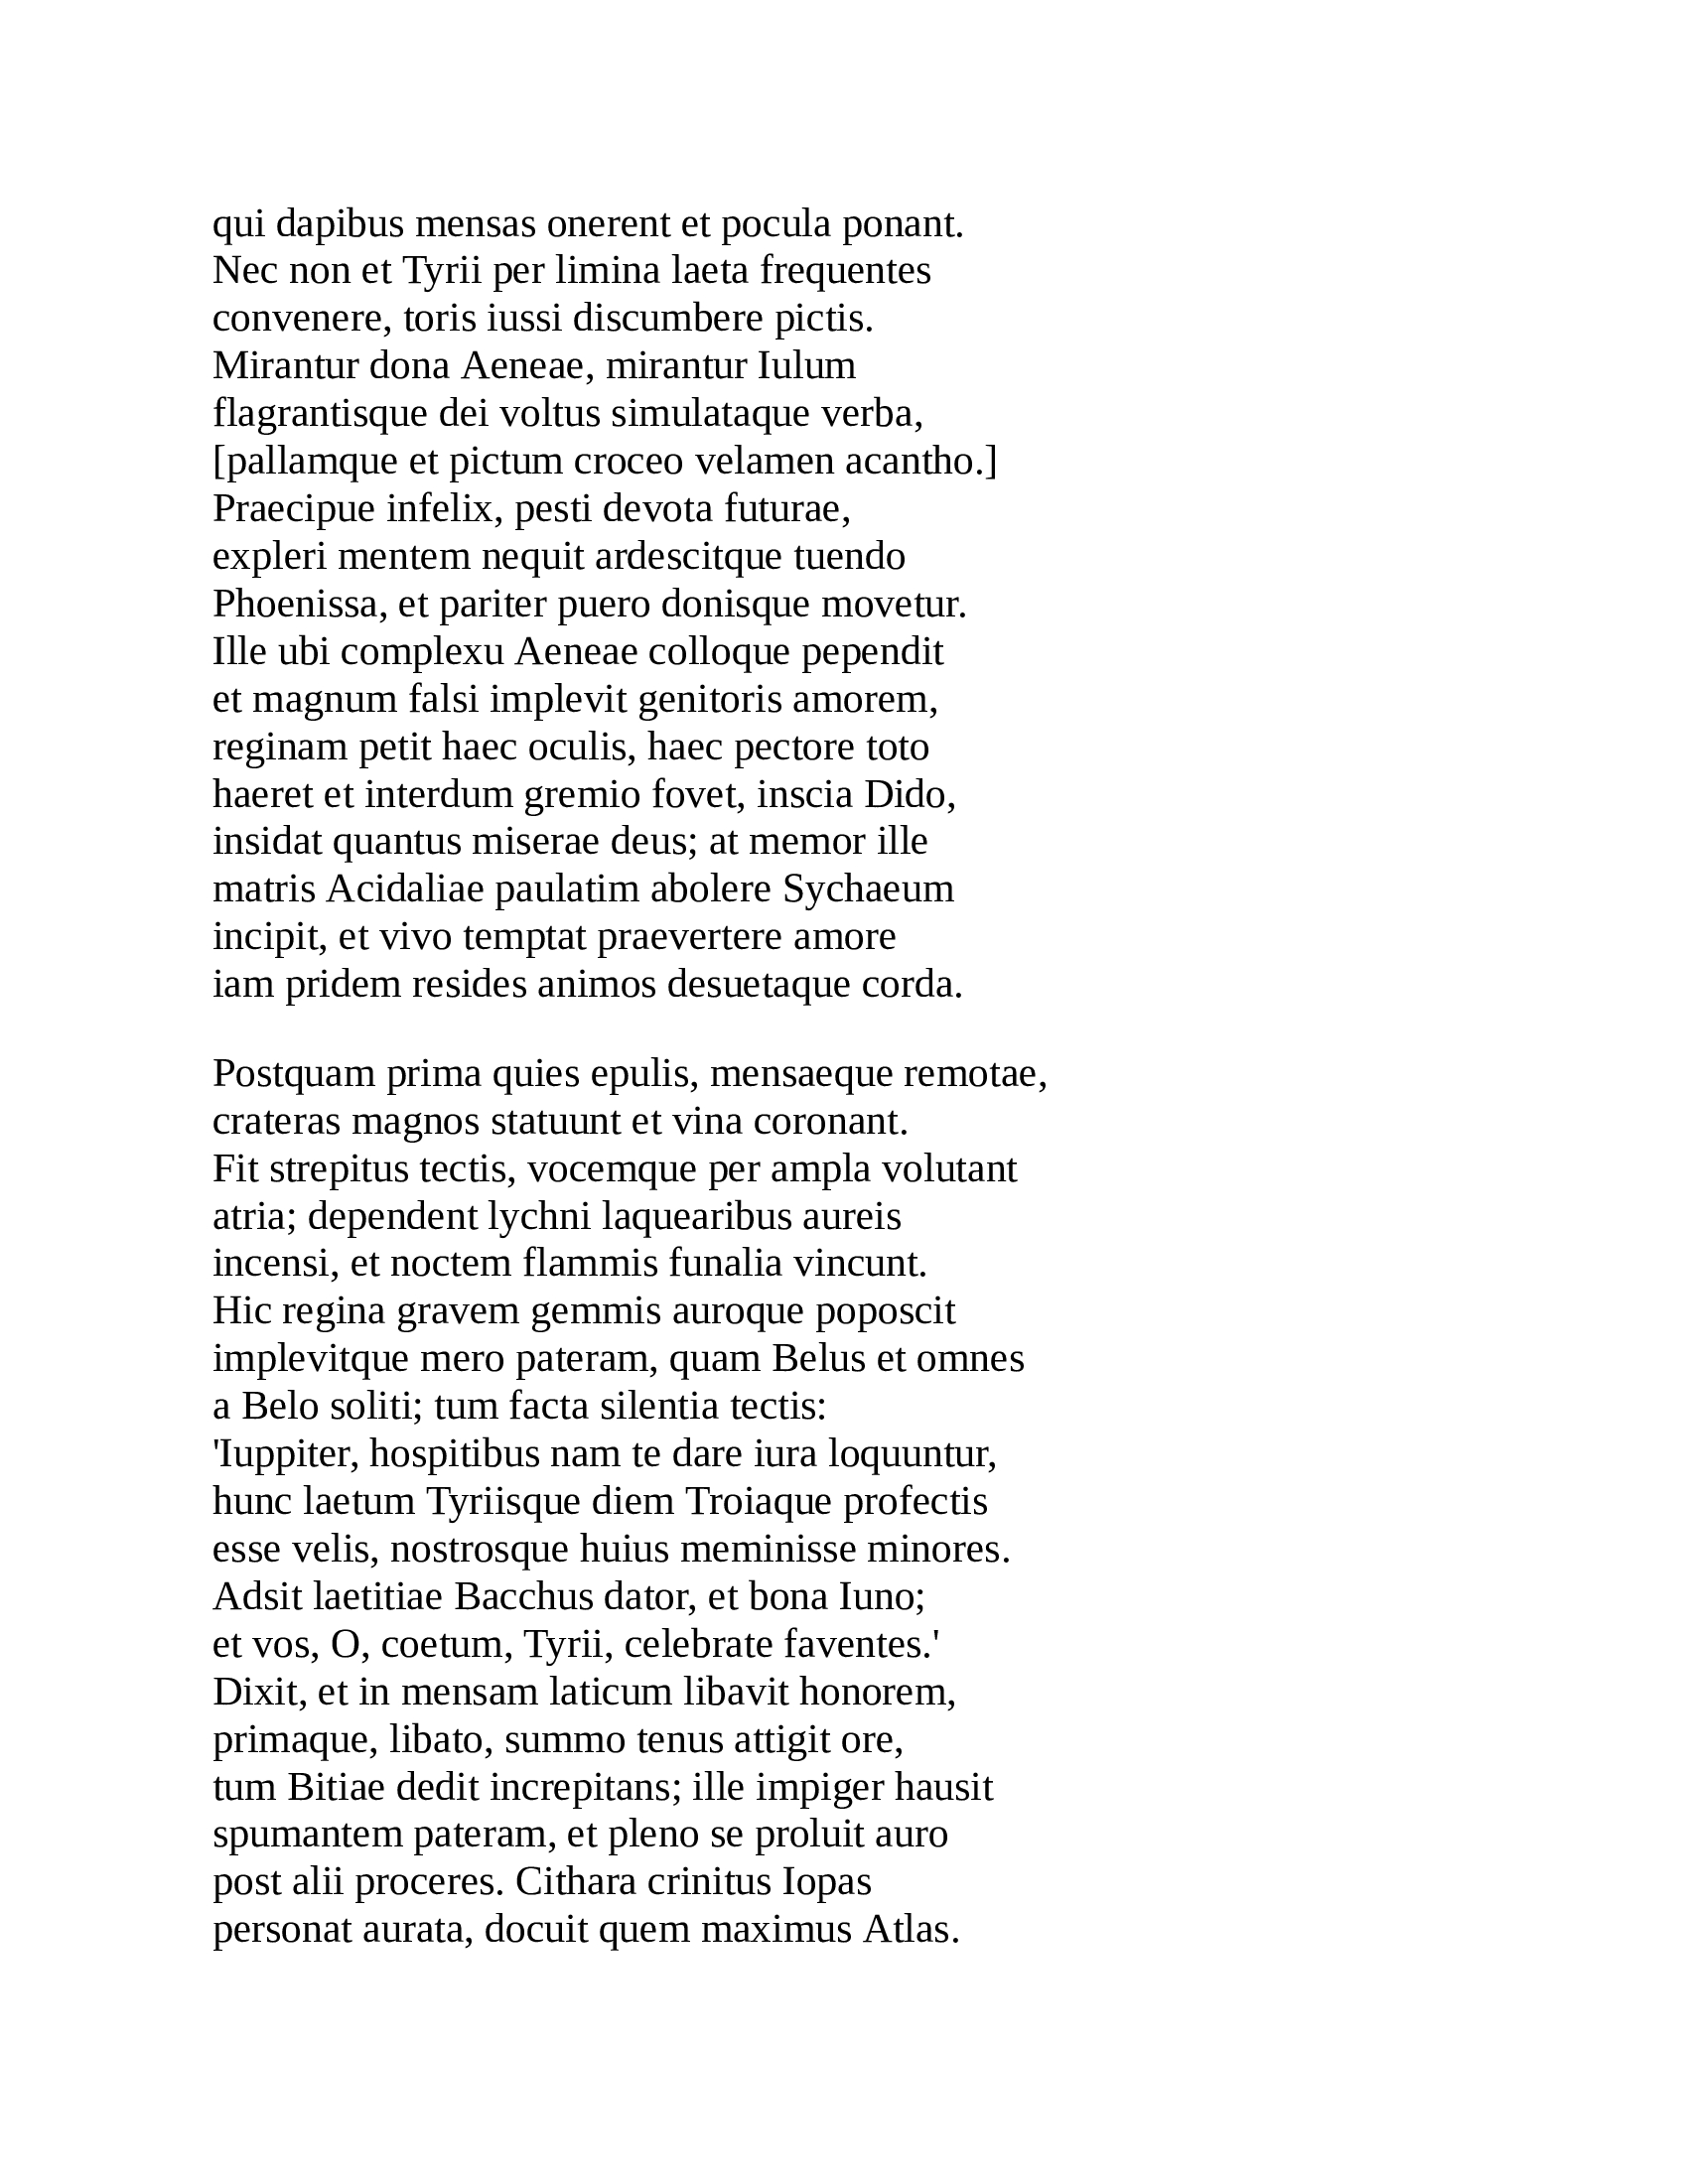 qui dapibus mensas onerent et pocula ponant.
Nec non et Tyrii per limina laeta frequentes
convenere, toris iussi discumbere pictis.
Mirantur dona Aeneae, mirantur Iulum
flagrantisque dei voltus simulataque verba,
[pallamque et pictum croceo velamen acantho.]
Praecipue infelix, pesti devota futurae,
expleri mentem nequit ardescitque tuendo
Phoenissa, et pariter puero donisque movetur.
Ille ubi complexu Aeneae colloque pependit
et magnum falsi implevit genitoris amorem,
reginam petit haec oculis, haec pectore toto
haeret et interdum gremio fovet, inscia Dido,
insidat quantus miserae deus; at memor ille
matris Acidaliae paulatim abolere Sychaeum
incipit, et vivo temptat praevertere amore
iam pridem resides animos desuetaque corda.

Postquam prima quies epulis, mensaeque remotae,
crateras magnos statuunt et vina coronant.
Fit strepitus tectis, vocemque per ampla volutant
atria; dependent lychni laquearibus aureis
incensi, et noctem flammis funalia vincunt.
Hic regina gravem gemmis auroque poposcit
implevitque mero pateram, quam Belus et omnes
a Belo soliti; tum facta silentia tectis:
'Iuppiter, hospitibus nam te dare iura loquuntur,
hunc laetum Tyriisque diem Troiaque profectis
esse velis, nostrosque huius meminisse minores.
Adsit laetitiae Bacchus dator, et bona Iuno;
et vos, O, coetum, Tyrii, celebrate faventes.'
Dixit, et in mensam laticum libavit honorem,
primaque, libato, summo tenus attigit ore,
tum Bitiae dedit increpitans; ille impiger hausit
spumantem pateram, et pleno se proluit auro
post alii proceres. Cithara crinitus Iopas
personat aurata, docuit quem maximus Atlas.